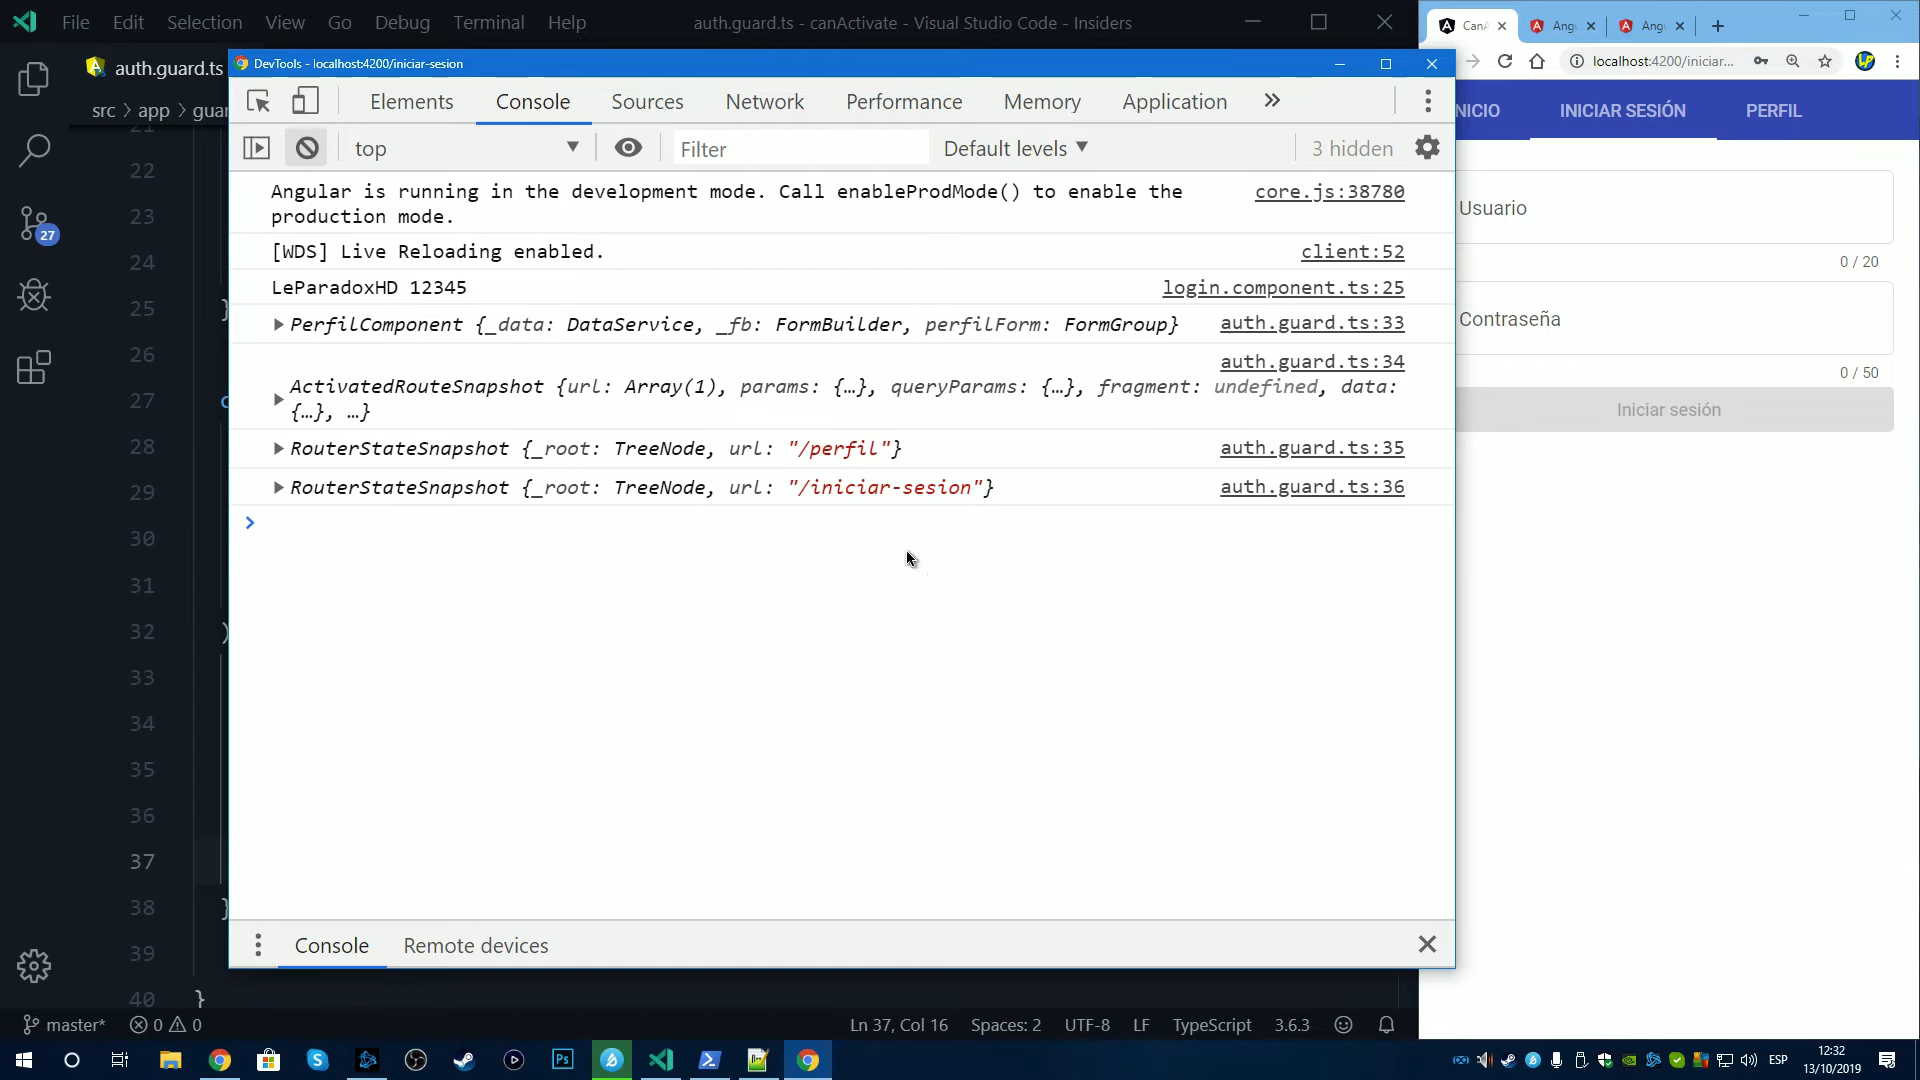 File Edit Selection View Go Debug Terminal Help
auth.guard.ts - canActivate - Visual Studio Code - Insiders
auth.guard.ts
src > app > guar
21
22
23
24
25 }
26
27
28
29
30
31
32 )
33
34
35
36
37
38 }
39
40 }
27
DevTools - localhost:4200/iniciar-sesion
Elements Console Sources Network Performance Memory Application
top Filter Default levels ▼ 3 hidden
Angular is running in the development mode. Call enableProdMode() to enable the core.js:38780
production mode.
[WDS] Live Reloading enabled. client:52
LeParadoxHD 12345 login.component.ts:25
PerfilComponent {_data: DataService, _fb: FormBuilder, perfilForm: FormGroup} auth.guard.ts:33
auth.guard.ts:34
ActivatedRouteSnapshot {url: Array(1), params: {…}, queryParams: {…}, fragment: undefined, data:
{…}, …}
RouterStateSnapshot {_root: TreeNode, url: "/perfil"} auth.guard.ts:35
RouterStateSnapshot {_root: TreeNode, url: "/iniciar-sesion"} auth.guard.ts:36
Console Remote devices
CanA Ang Ang
localhost:4200/iniciar...
NICIO INICIAR SESIÓN PERFIL
Usuario
0 / 20
Contraseña
0 / 50
Iniciar sesión
master* 0 0 Ln 37, Col 16 Spaces: 2 UTF-8 LF TypeScript 3.6.3
Ps
ESP
12:32
13/10/2019